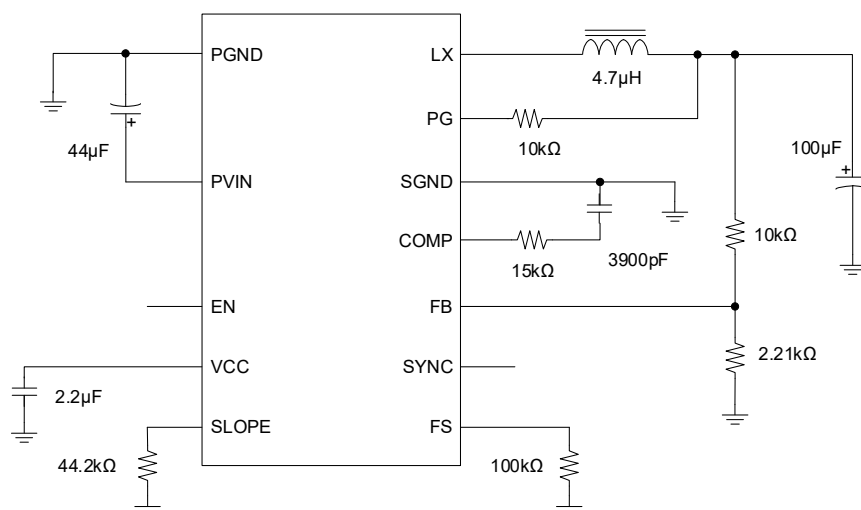 PGND
LX
4.7µH
PG
10kΩ
44µF
100µF
PVIN
SGND
COMP
15kΩ
3900pF
10kΩ
EN
FB
VCC
SYNC
2.21kΩ
2.2µF
SLOPE
FS
44.2kΩ
100kΩ